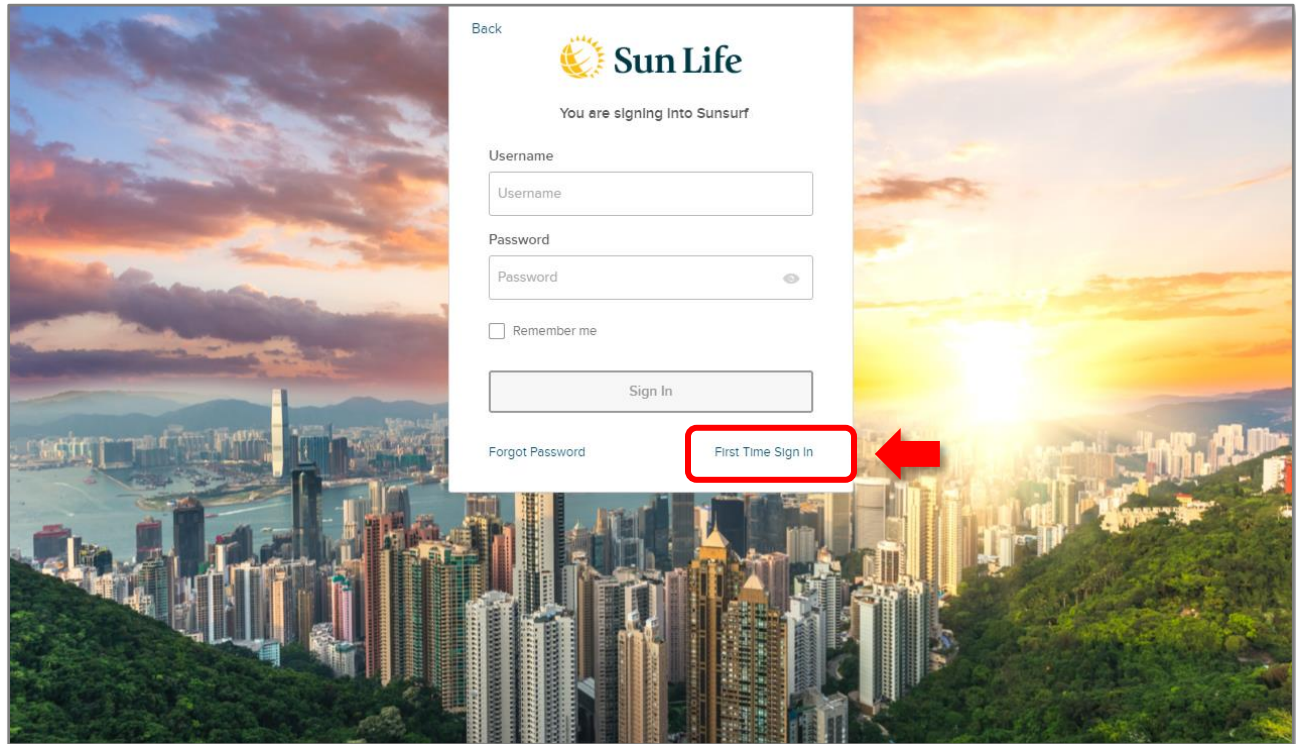 Back
Sun Life
You are signing into Sunsurf
Username
Username
Password
Password
Remember me
Sign In
Forgot Password
First Time Sign In